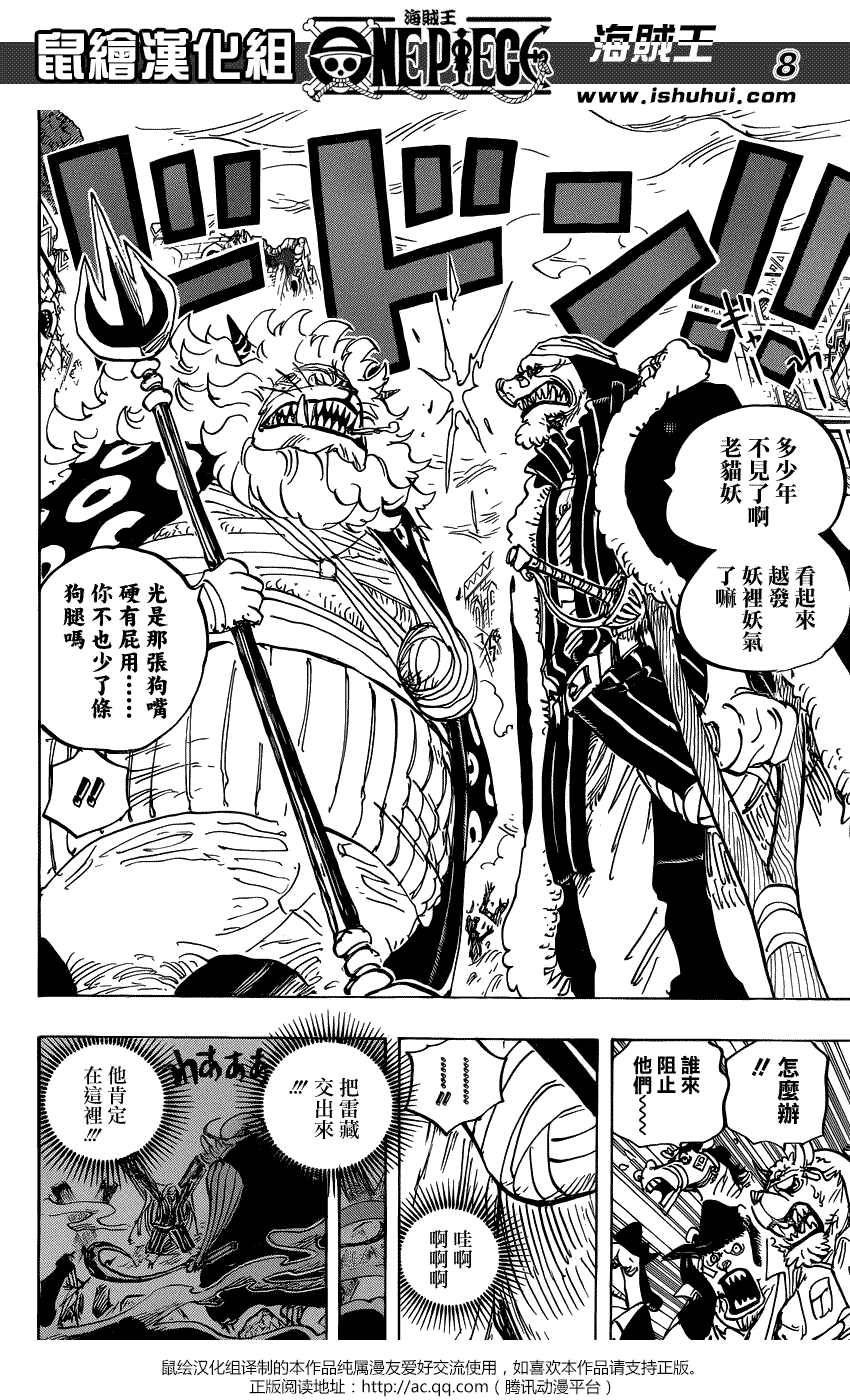 鼠繪漢化組
海賊王
ONE PIECE
海賊王
8
www.ishuhui.com
ドドン!!
ギャ
多少年
不見了啊
老貓妖
看起來
越發
妖裡妖氣
了嘛
光是那張狗嘴
硬有屁用……
你不也少了條
狗腿嗎
!!
怎麼辦
!!
誰來
阻止
他們～
………
………
哇啊
啊啊
啊啊
把雷藏
交出來
!!!
わあああ
他肯定
在這裡!!!
鼠绘汉化组译制的本作品纯属漫友爱好交流使用，如喜欢本作品请支持正版。
正版阅读地址：http://ac.qq.com（腾讯动漫平台）